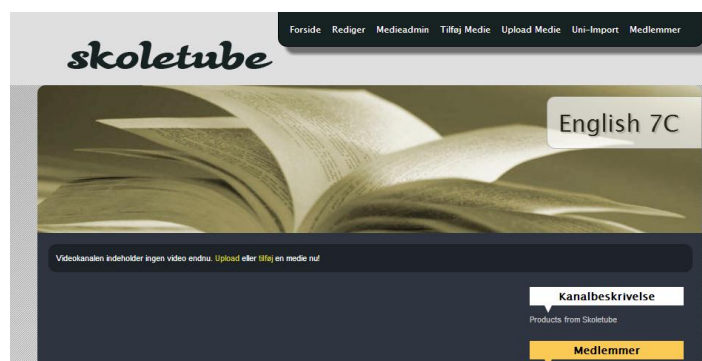 skoletube
Forside Rediger Medieadmin Tilføj Medie Upload Medie Uni-Import Medlemmer
English 7C
Videokanalen indeholder ingen video endnu. Upload eller tilføj en medie nu!
Kanalbeskrivelse
Products from Skoletube
Medlemmer